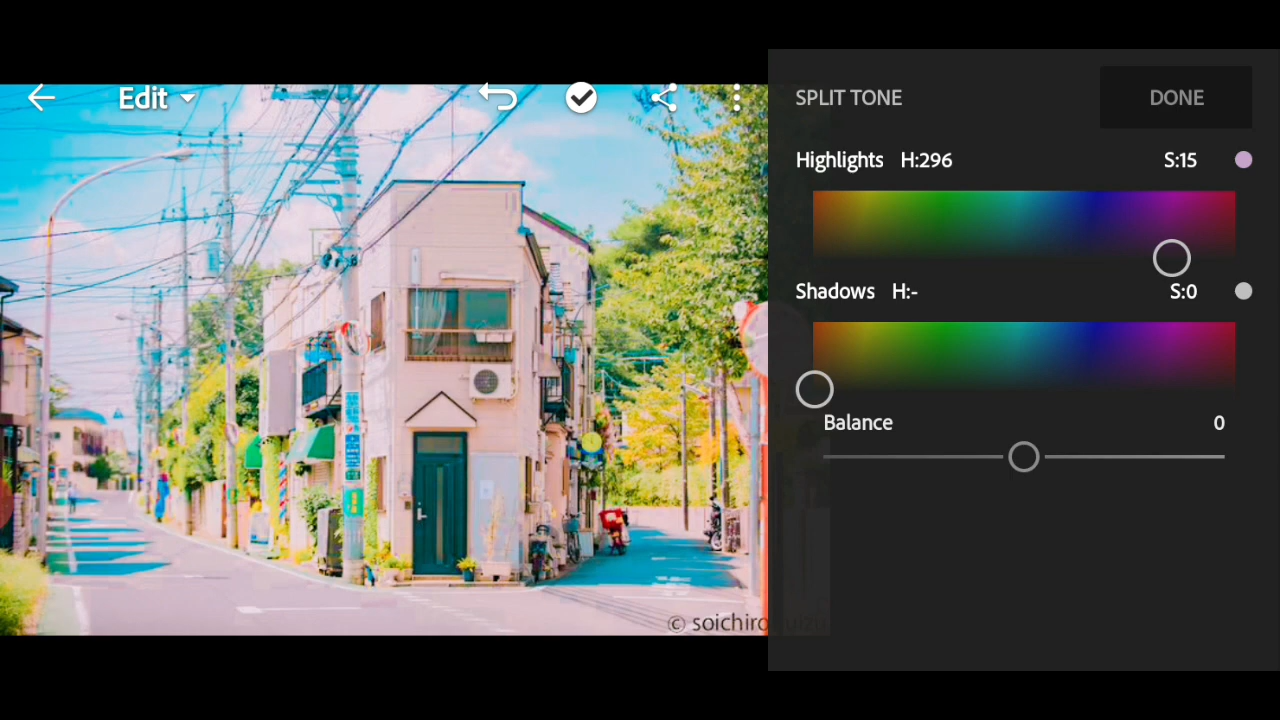 Edit
SPLIT TONE
DONE
Highlights H:296 S:15
Shadows H:- S:0
Balance 0
© soichiro